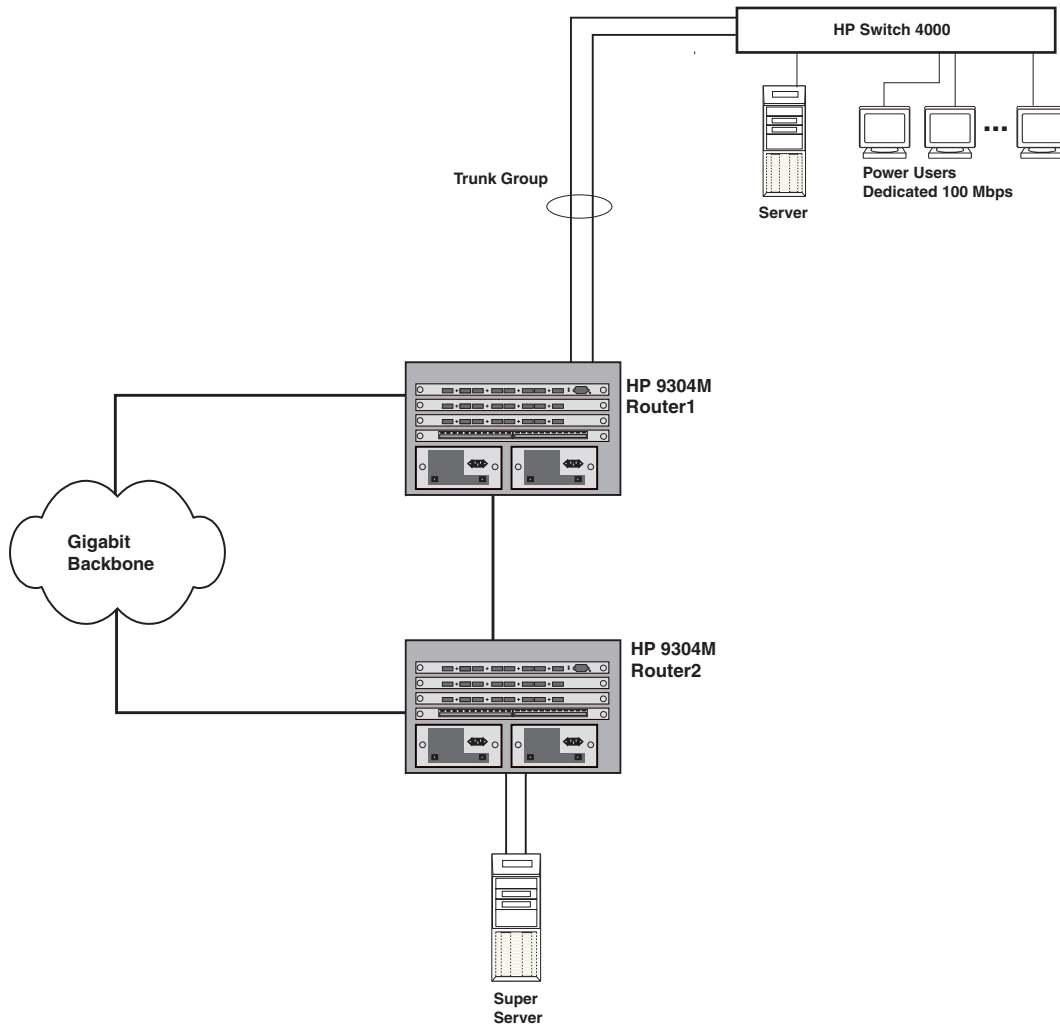 HP Switch 4000
Power Users
Dedicated 100 Mbps
Server
Trunk Group
HP 9304M
Router1
Gigabit
Backbone
HP 9304M
Router2
Super
Server